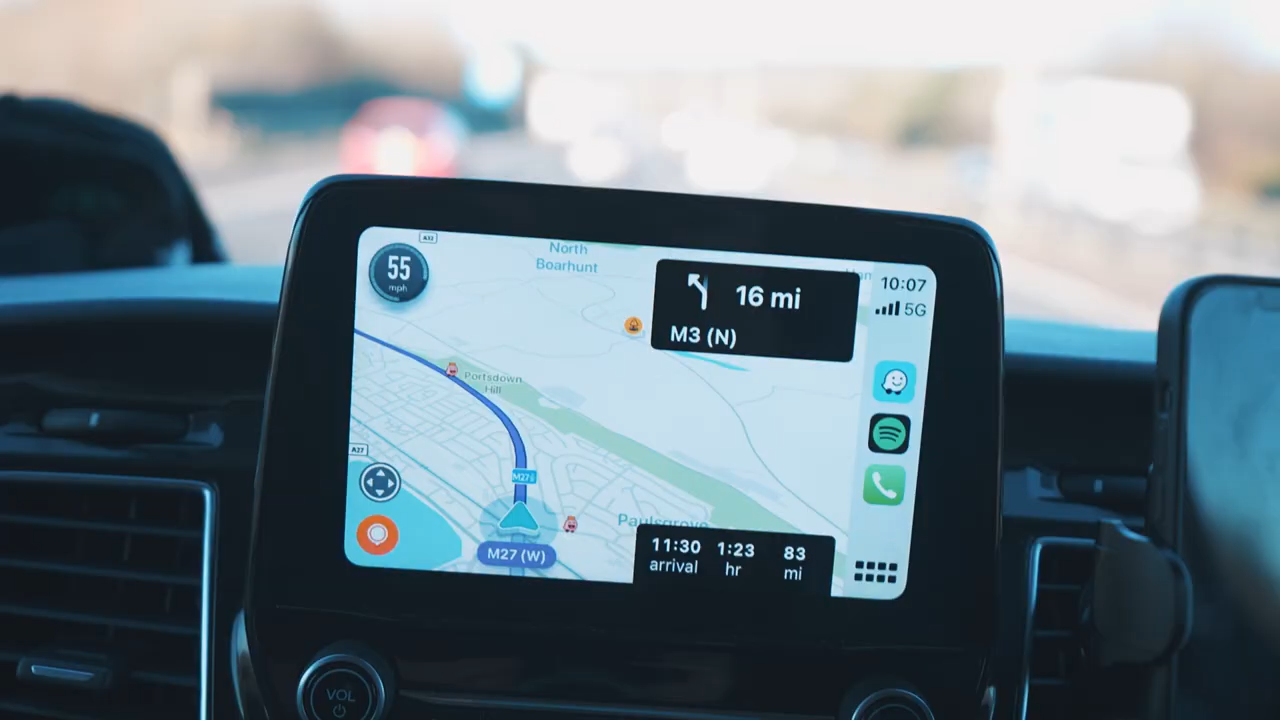 A32
55
mph
North
Boarhunt
16 mi
M3 (N)
10:07
5G
Portsdown
Hill
A27
M27
Paulsgrove
M27 (W)
11:30 1:23 83
arrival hr mi
VOL